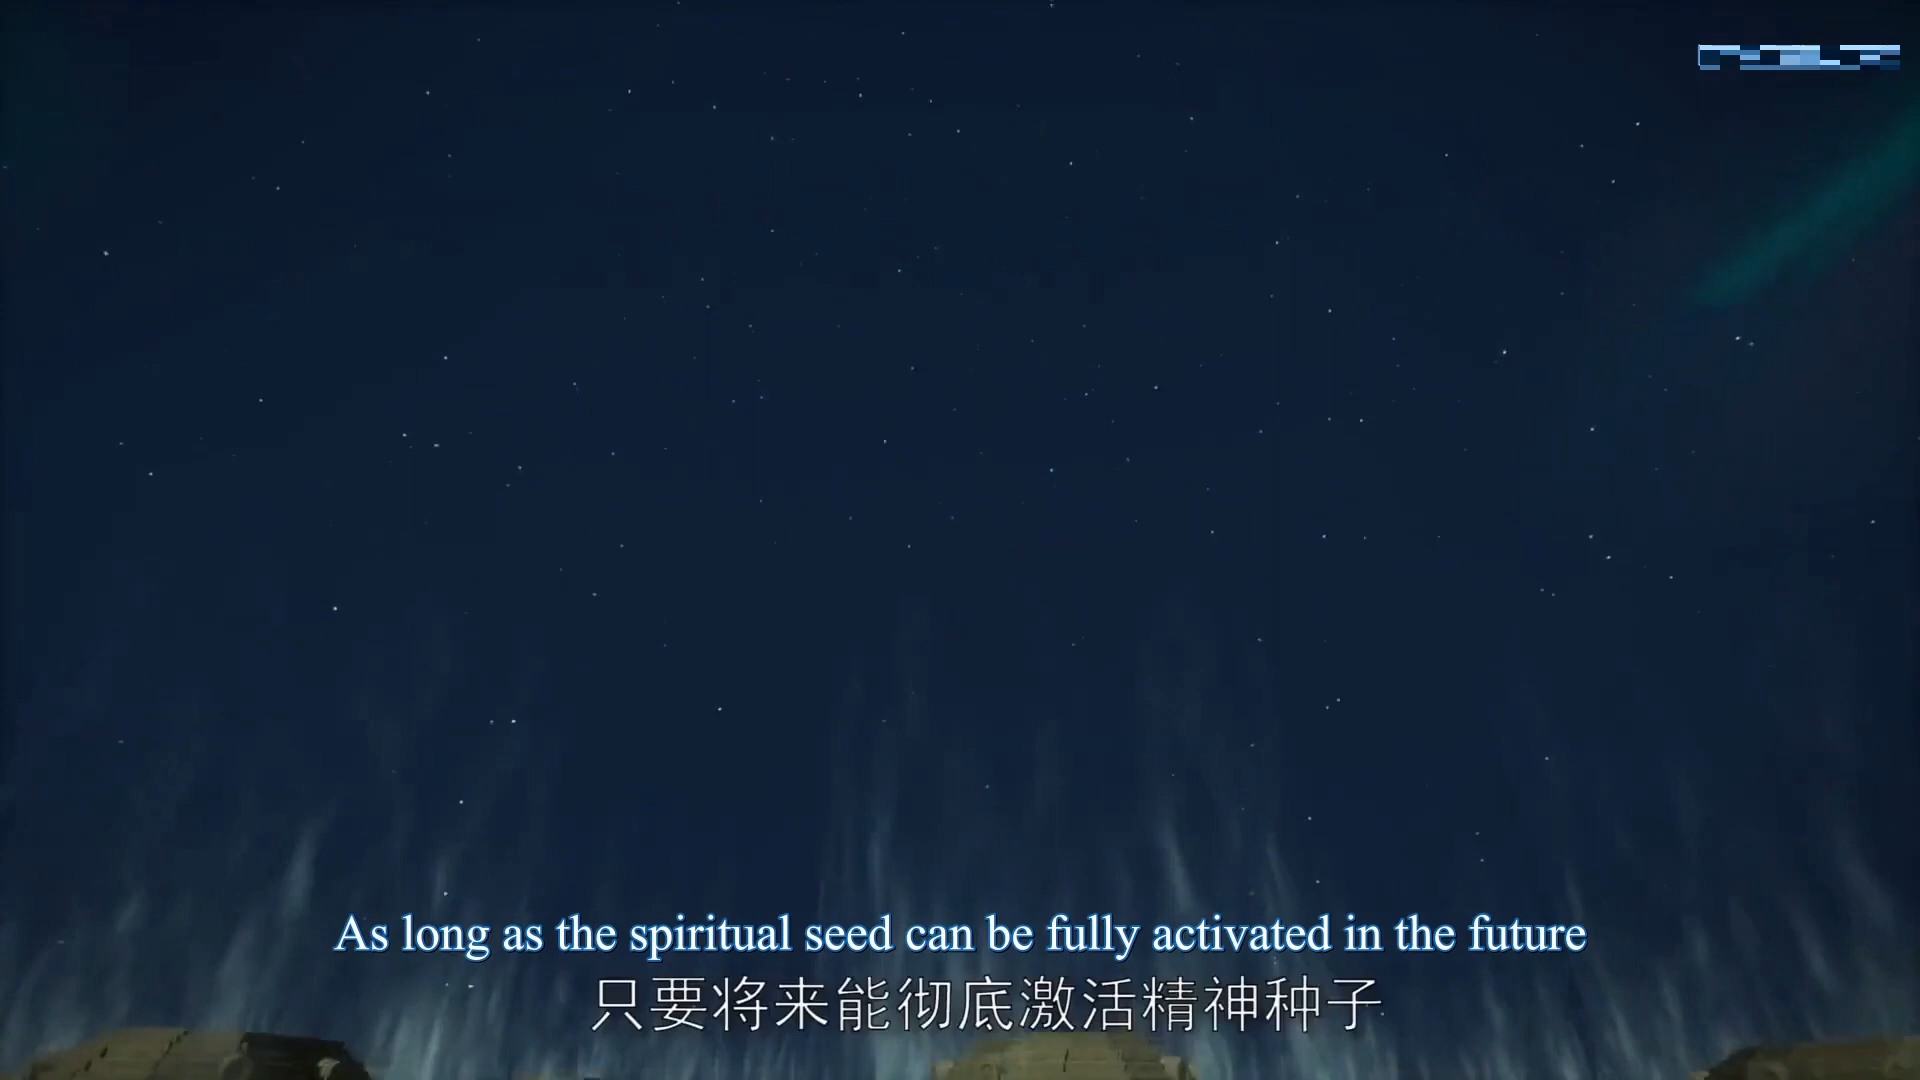 As long as the spiritual seed can be fully activated in the future
只要将来能彻底激活精神种子